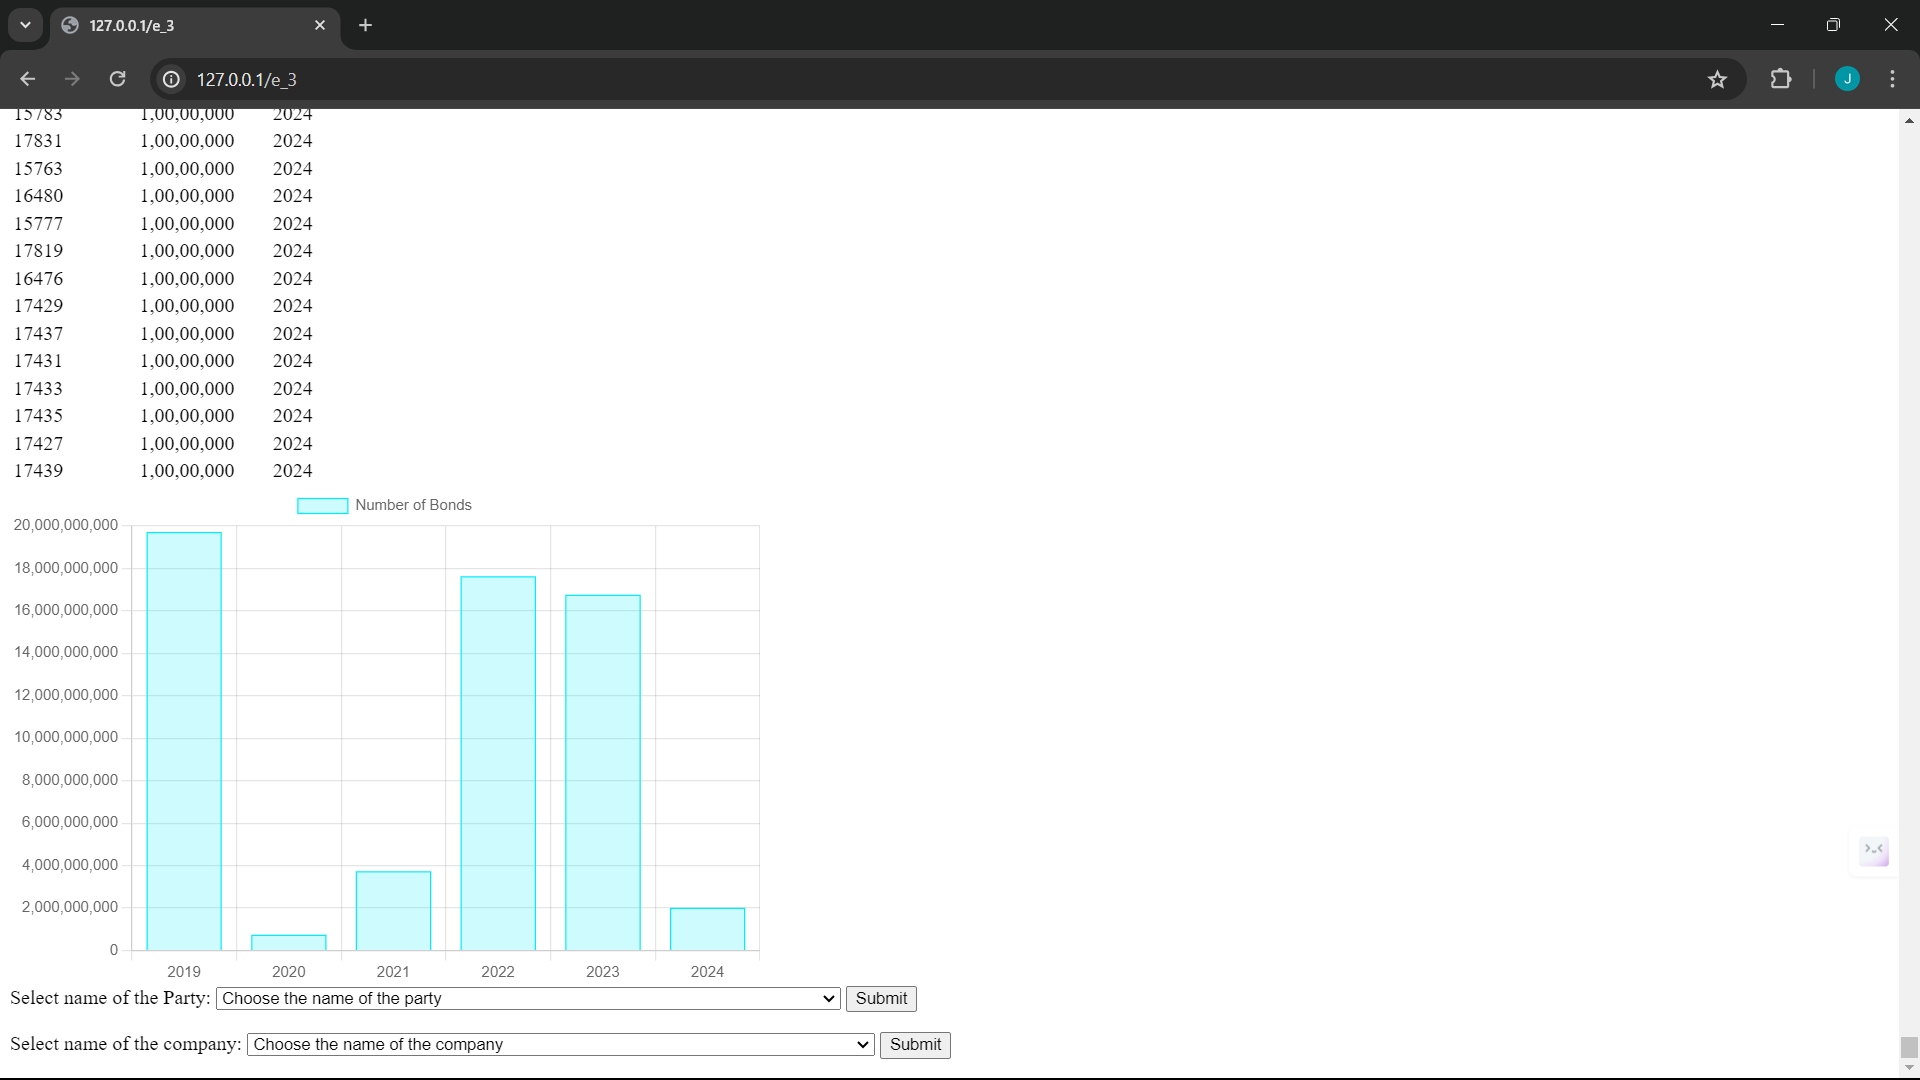 127.0.0.1/e_3
127.0.0.1/e_3
J
15783 1,00,00,000 2024
17831 1,00,00,000 2024
15763 1,00,00,000 2024
16480 1,00,00,000 2024
15777 1,00,00,000 2024
17819 1,00,00,000 2024
16476 1,00,00,000 2024
17429 1,00,00,000 2024
17437 1,00,00,000 2024
17431 1,00,00,000 2024
17433 1,00,00,000 2024
17435 1,00,00,000 2024
17427 1,00,00,000 2024
17439 1,00,00,000 2024
Number of Bonds
20,000,000,000
18,000,000,000
16,000,000,000
14,000,000,000
12,000,000,000
10,000,000,000
8,000,000,000
6,000,000,000
4,000,000,000
2,000,000,000
0
2019 2020 2021 2022 2023 2024
Select name of the Party: Choose the name of the party Submit
Select name of the company: Choose the name of the company Submit